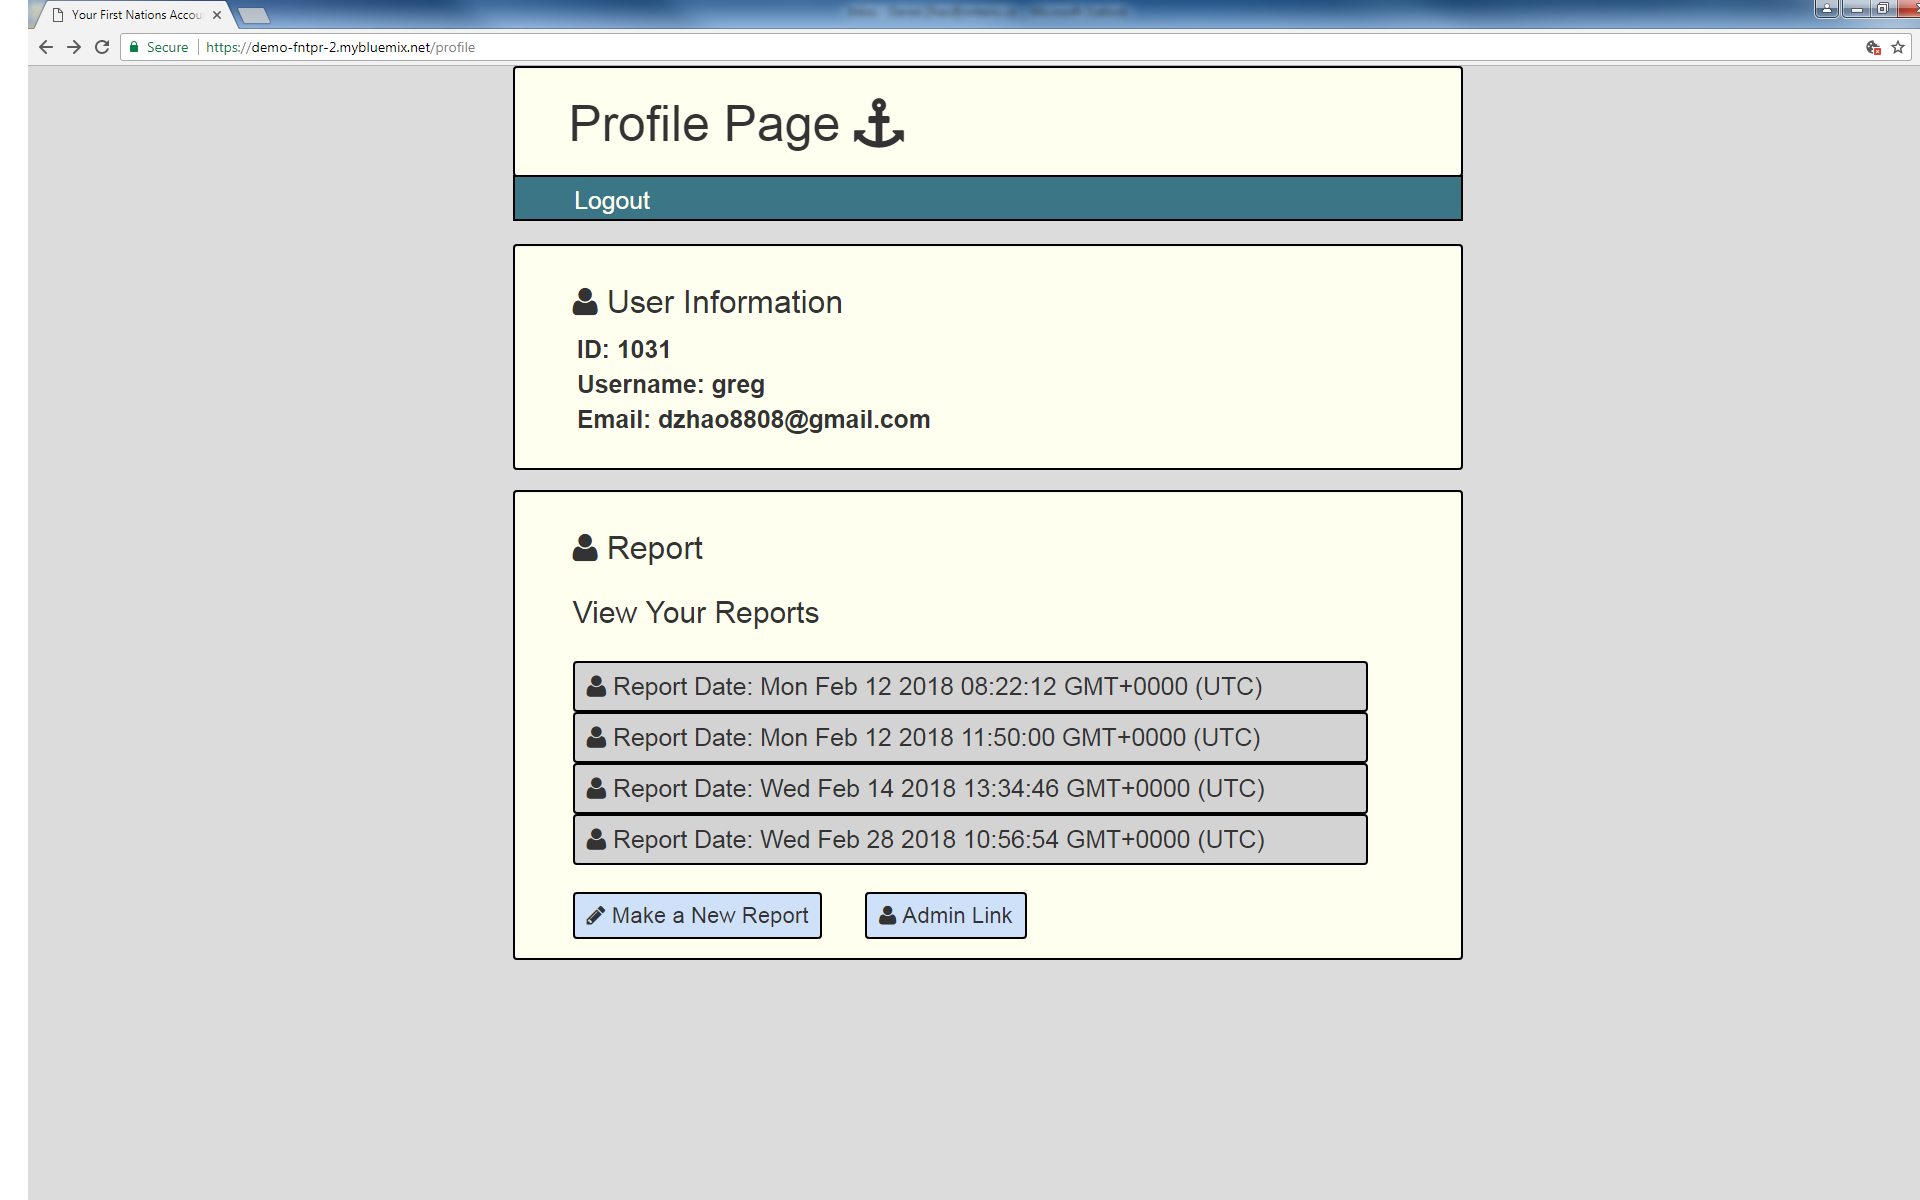 Your First Nations Accou
Secure
https://demo-fntpr-2.mybluemix.net/profile
Profile Page
Logout
User Information
ID: 1031
Username: greg
Email: dzhao8808@gmail.com
Report
View Your Reports
Report Date: Mon Feb 12 2018 08:22:12 GMT+0000 (UTC)
Report Date: Mon Feb 12 2018 11:50:00 GMT+0000 (UTC)
Report Date: Wed Feb 14 2018 13:34:46 GMT+0000 (UTC)
Report Date: Wed Feb 28 2018 10:56:54 GMT+0000 (UTC)
Make a New Report
Admin Link